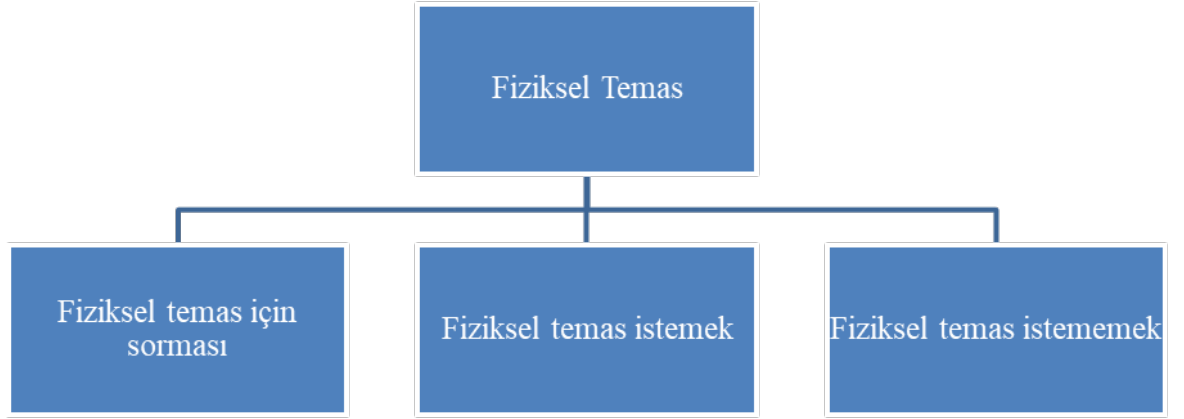 Fiziksel Temas
Fiziksel temas için
sorması
Fiziksel temas istemek
Fiziksel temas istememek